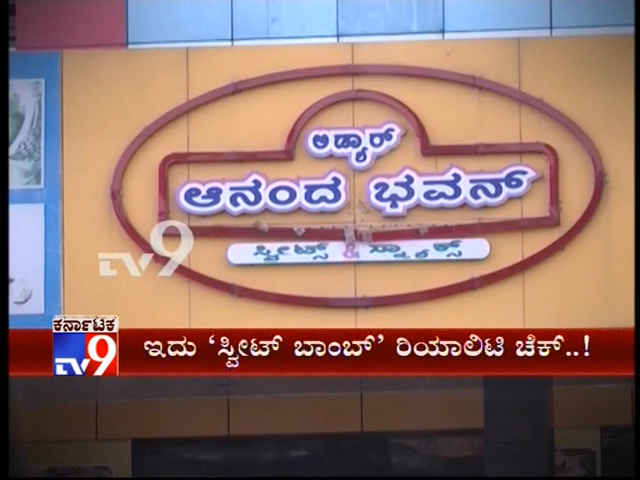 ಅಡ್ಯಾರ್
ಆನಂದ ಭವನ್
ಸ್ವೀಟ್ಸ್ & ಸ್ನ್ಯಾಕ್ಸ್
TV9
ಕರ್ನಾಟಕ
TV9
ಇದು ‘ಸ್ವೀಟ್ ಬಾಂಬ್’ ರಿಯಾಲಿಟಿ ಚೆಕ್..!